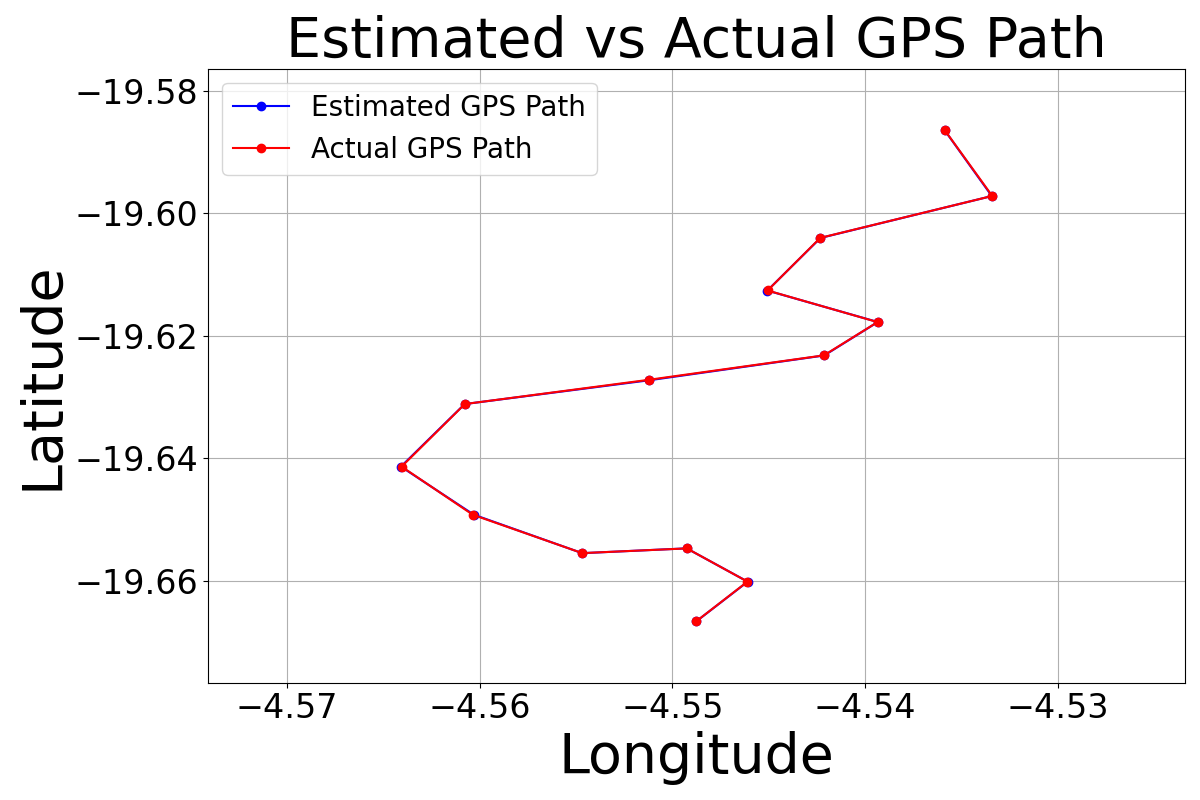 Estimated vs Actual GPS Path
Estimated GPS Path
Actual GPS Path
−19.58
−19.60
−19.62
−19.64
−19.66
Latitude
−4.57
−4.56
−4.55
−4.54
−4.53
Longitude